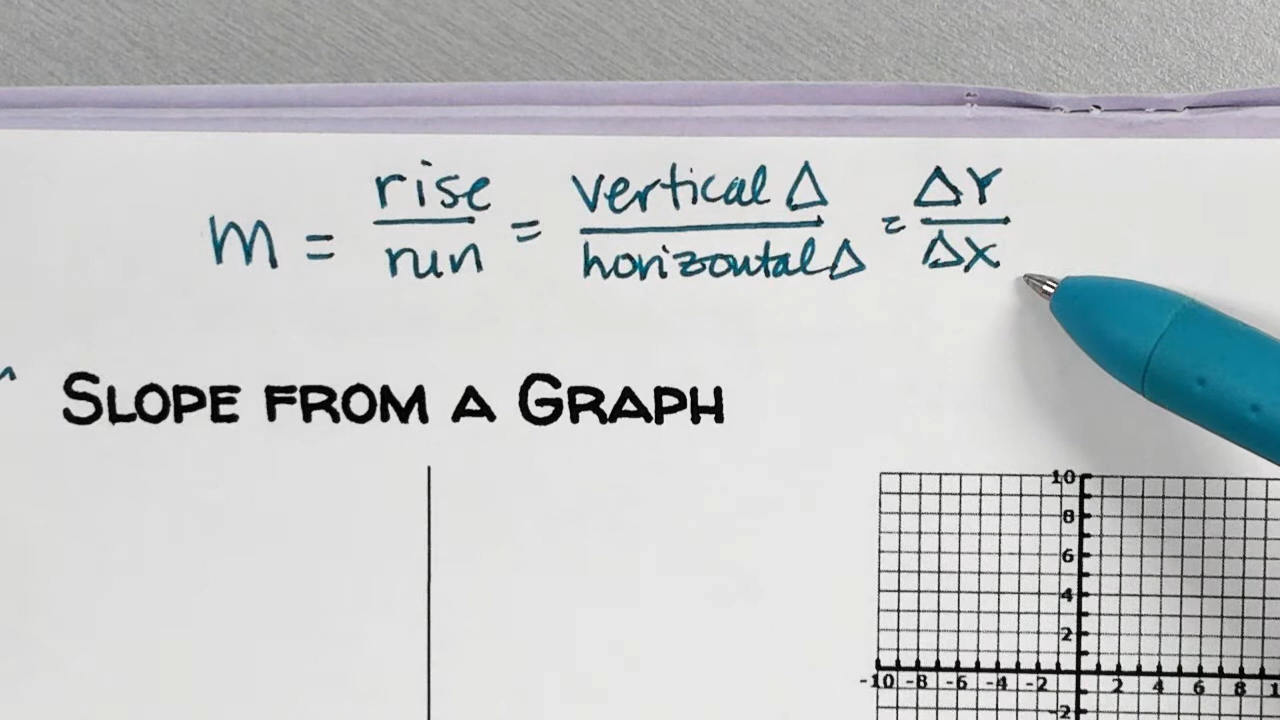 m = rise/run = vertical Δ/horizontal Δ = ΔY/ΔX
SLOPE FROM A GRAPH
10
8
6
4
2
-10 -8 -6 -4 -2 2 4 6 8
-2